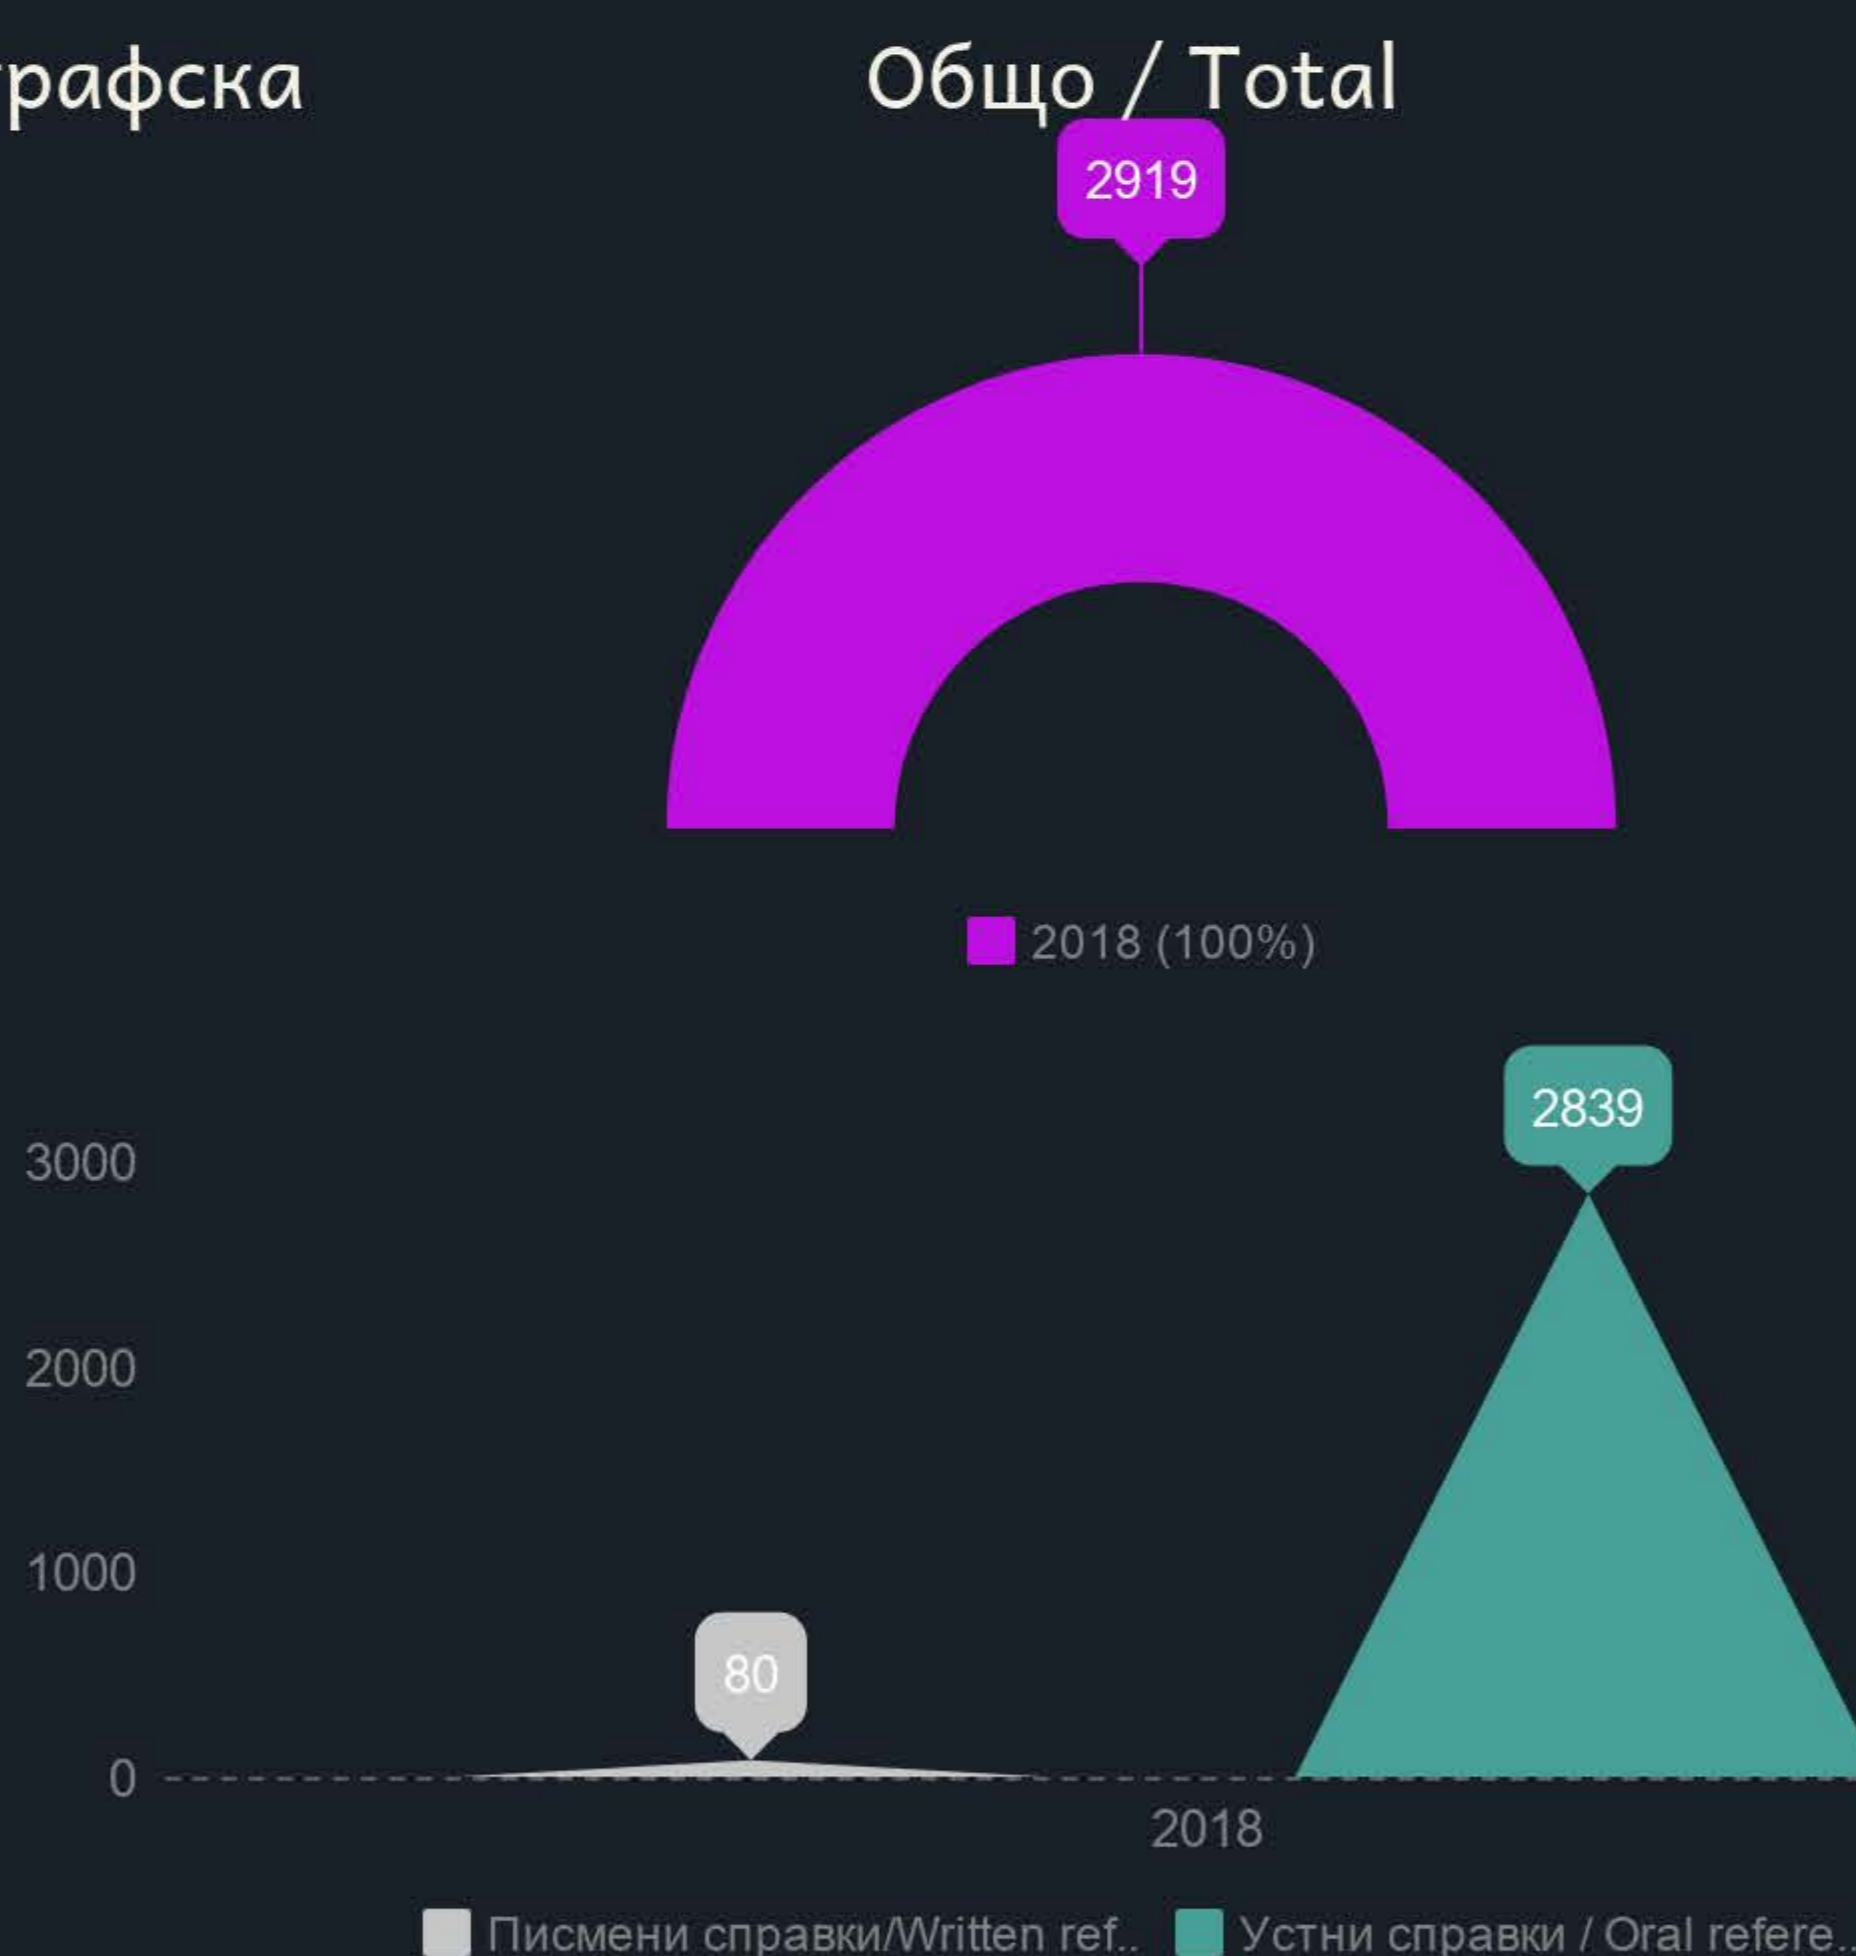 графска
Общо / Total
2919
2018 (100%)
2839
3000
2000
1000
80
0
2018
Писмени справки/Written ref..
Устни справки / Oral refere..